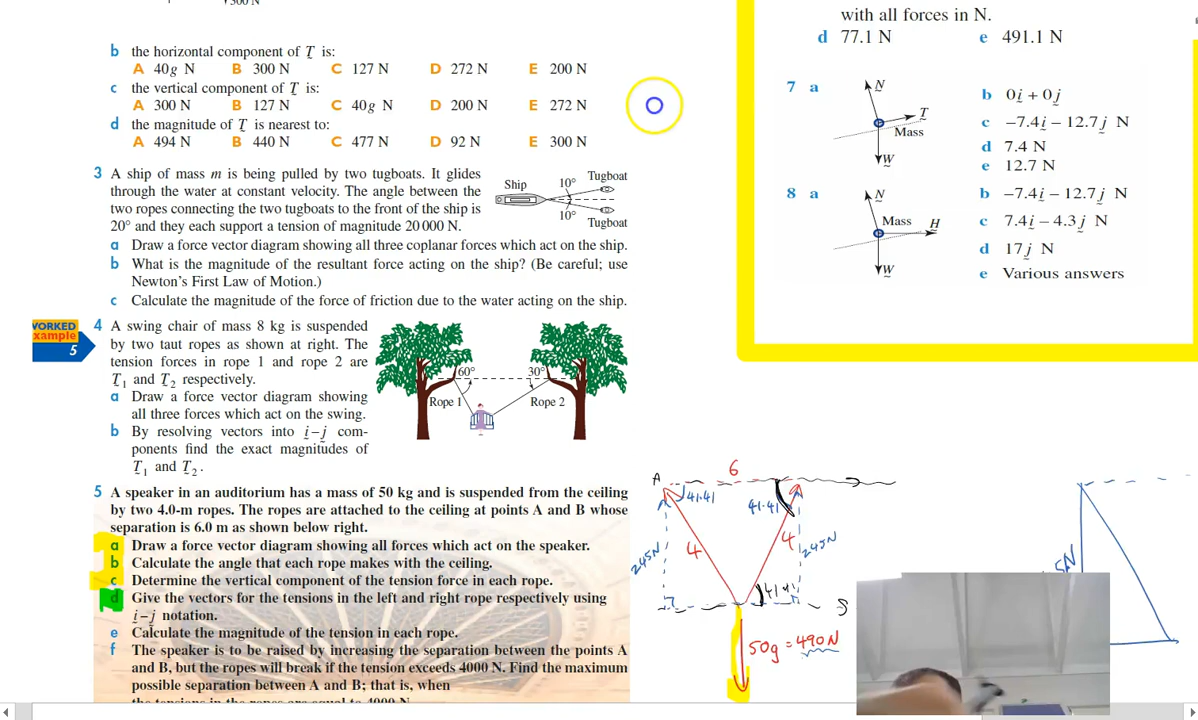 b the horizontal component of T is:
A 40g N B 300 N C 127 N D 272 N E 200 N
c the vertical component of T is:
A 300 N B 127 N C 40g N D 200 N E 272 N
d the magnitude of T is nearest to:
A 494 N B 440 N C 477 N D 92 N E 300 N
3 A ship of mass m is being pulled by two tugboats. It glides
through the water at constant velocity. The angle between the
two ropes connecting the two tugboats to the front of the ship is
20° and they each support a tension of magnitude 20 000 N.
Ship 10° Tugboat
10° Tugboat
a Draw a force vector diagram showing all three coplanar forces which act on the ship.
b What is the magnitude of the resultant force acting on the ship? (Be careful; use
Newton's First Law of Motion.)
c Calculate the magnitude of the force of friction due to the water acting on the ship.
WORKED
Example
5
4 A swing chair of mass 8 kg is suspended
by two taut ropes as shown at right. The
tension forces in rope 1 and rope 2 are
T1 and T2 respectively.
a Draw a force vector diagram showing
all three forces which act on the swing.
b By resolving vectors into i–j com-
ponents find the exact magnitudes of
T1 and T2.
60° 30°
Rope 1 Rope 2
5 A speaker in an auditorium has a mass of 50 kg and is suspended from the ceiling
by two 4.0-m ropes. The ropes are attached to the ceiling at points A and B whose
separation is 6.0 m as shown below right.
a Draw a force vector diagram showing all forces which act on the speaker.
b Calculate the angle that each rope makes with the ceiling.
c Determine the vertical component of the tension force in each rope.
d Give the vectors for the tensions in the left and right rope respectively using
i–j notation.
e Calculate the magnitude of the tension in each rope.
f The speaker is to be raised by increasing the separation between the points A
and B, but the ropes will break if the tension exceeds 4000 N. Find the maximum
possible separation between A and B; that is, when
with all forces in N.
d 77.1 N e 491.1 N
7 a N
T
Mass
W
b 0i + 0j
c −7.4i − 12.7j N
d 7.4 N
e 12.7 N
8 a N
Mass H
W
b −7.4i − 12.7j N
c 7.4i − 4.3j N
d 17j N
e Various answers
A 6
41.41 41.41
245N 4 4 245N
50g = 490N